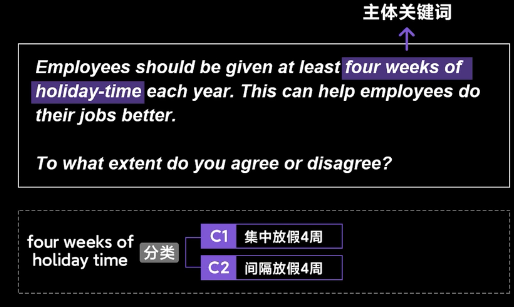 主体关键词
Employees should be given at least four weeks of
holiday-time each year. This can help employees do
their jobs better.
To what extent do you agree or disagree?
four weeks of
holiday time
分类
C1 集中放假4周
C2 间隔放假4周